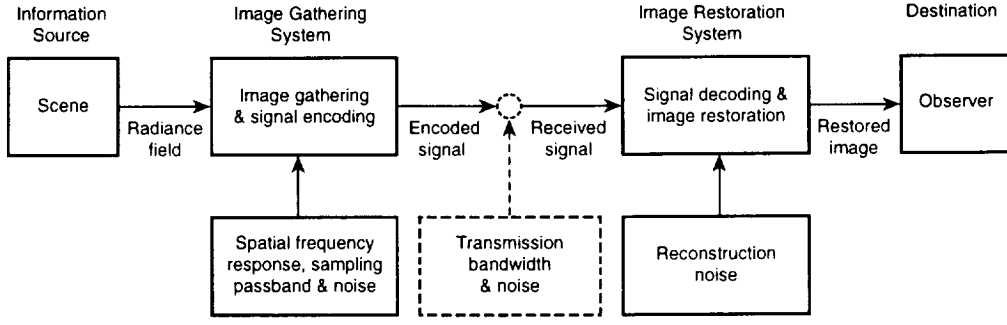 Information
Source
Image Gathering
System
Image Restoration
System
Destination
Scene
Radiance
field
Image gathering
& signal encoding
Encoded
signal
Received
signal
Signal decoding &
image restoration
Restored
image
Observer
Spatial frequency
response, sampling
passband & noise
Transmission
bandwidth
& noise
Reconstruction
noise